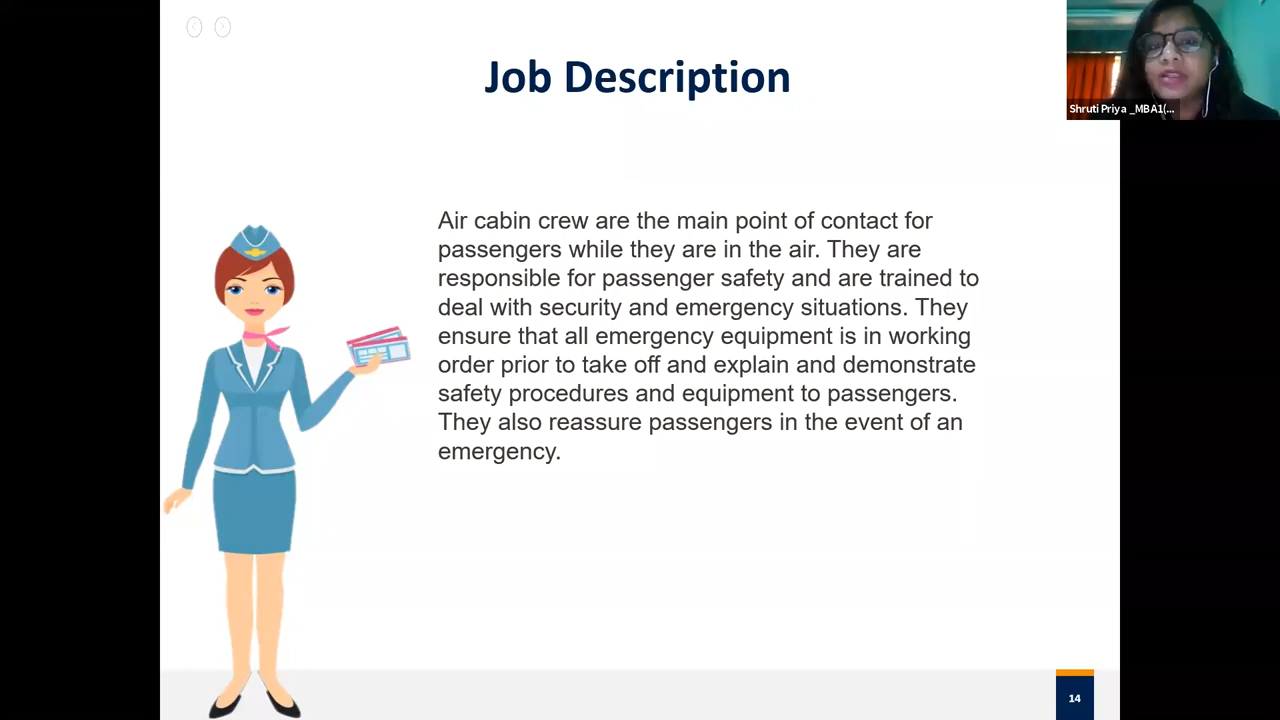 Job Description
Shruti Priya _MBA1(...
Air cabin crew are the main point of contact for
passengers while they are in the air. They are
responsible for passenger safety and are trained to
deal with security and emergency situations. They
ensure that all emergency equipment is in working
order prior to take off and explain and demonstrate
safety procedures and equipment to passengers.
They also reassure passengers in the event of an
emergency.
14